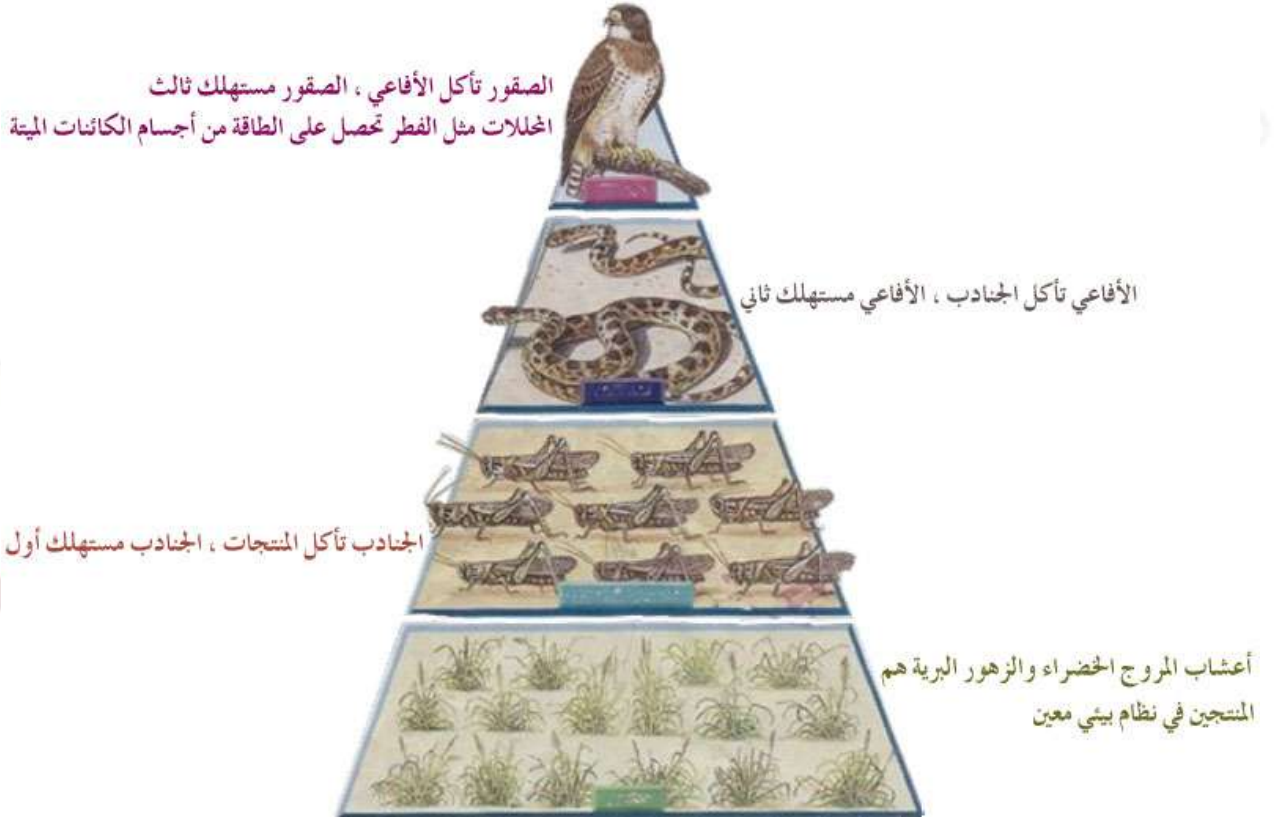 الصقور تأكل الأفاعي ، الصقور مستهلك ثالث
المحللات مثل الفطر تحصل على الطاقة من أجسام الكائنات الميتة
الأفاعي تأكل الجنادب ، الأفاعي مستهلك ثاني
الجنادب تأكل المنتجات ، الجنادب مستهلك أول
أعشاب المروج الخضراء والزهور البرية هم
المنتجين في نظام بيئي معين